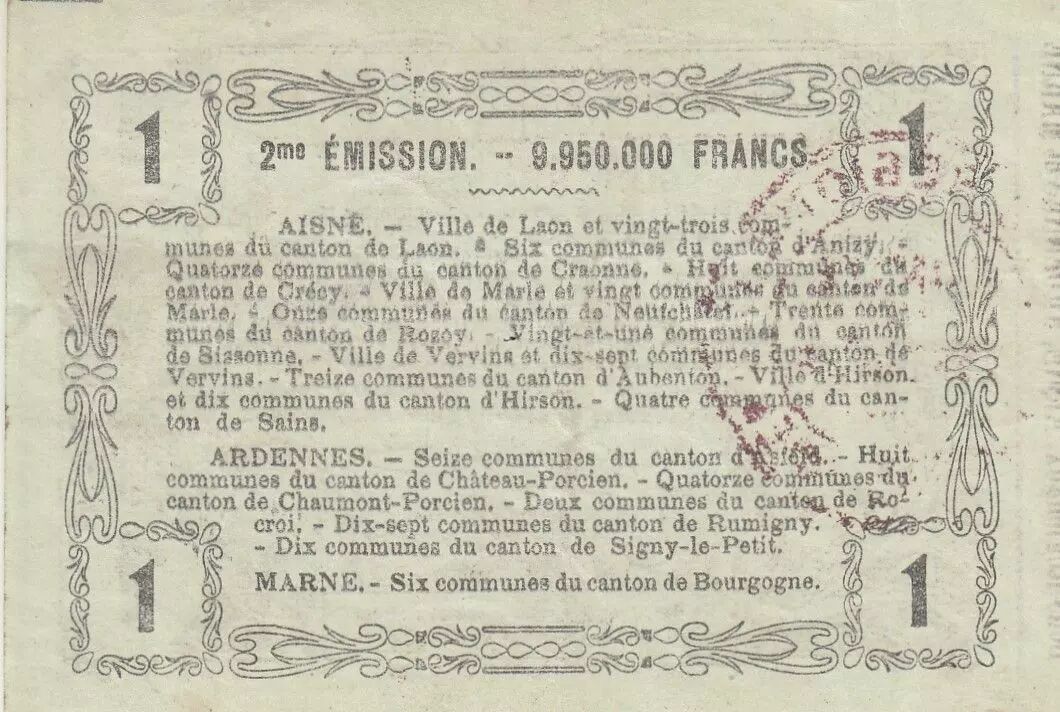 1 1
2me ÉMISSION. -- 9.950.000 FRANCS
AISNE. — Ville de Laon et vingt-trois com-
munes du canton de Laon. - Six communes du canton d'Anizy. -
Quatorze communes du canton de Craonne. - Huit communes du
canton de Crécy. - Ville de Marle et vingt communes du canton de
Marle. - Onze communes du canton de Neufchâtel. - Trente com-
munes du canton de Rozoy. - Vingt-et-une communes du canton
de Sissonne. - Ville de Vervins et dix-sept communes du canton de
Vervins. - Treize communes du canton d'Aubenton. - Ville d'Hirson.
et dix communes du canton d'Hirson. - Quatre communes du can-
ton de Sains.
ARDENNES. — Seize communes du canton d'Asfeld. - Huit
communes du canton de Château-Porcien. - Quatorze communes du
canton de Chaumont-Porcien. - Deux communes du canton de Ro-
croi. - Dix-sept communes du canton de Rumigny.
- Dix communes du canton de Signy-le-Petit.
MARNE. - Six communes du canton de Bourgogne.
1 1